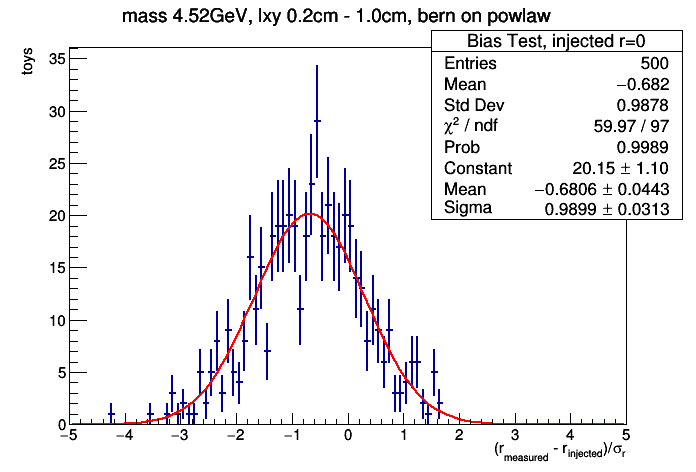 mass 4.52GeV, lxy 0.2cm - 1.0cm, bern on powlaw
Bias Test, injected r=0
Entries 500
Mean −0.682
Std Dev 0.9878
χ² / ndf 59.97 / 97
Prob 0.9989
Constant 20.15 ± 1.10
Mean −0.6806 ± 0.0443
Sigma 0.9899 ± 0.0313
toys
35
30
25
20
15
10
5
0
−5 −4 −3 −2 −1 0 1 2 3 4 5
(r_measured - r_injected)/σ_r